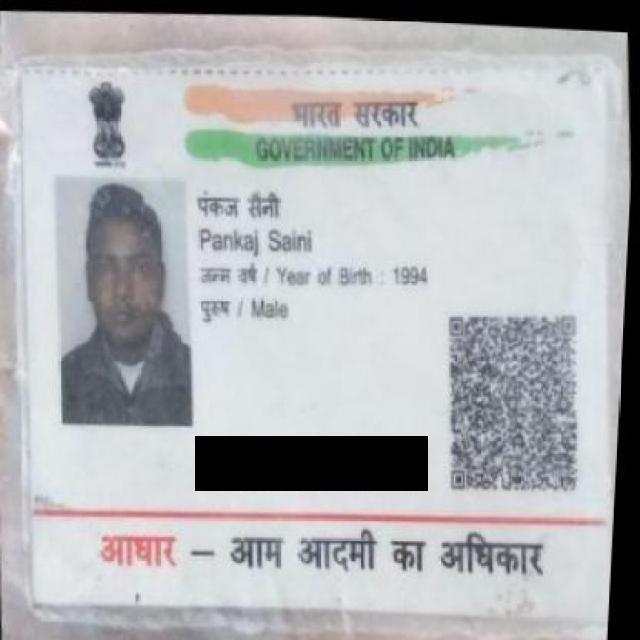 भारत सरकार
GOVERNMENT OF INDIA
पंकज सैनी
Pankaj Saini
जन्म वर्ष / Year of Birth : 1994
पुरुष / Male
आधार – आम आदमी का अधिकार